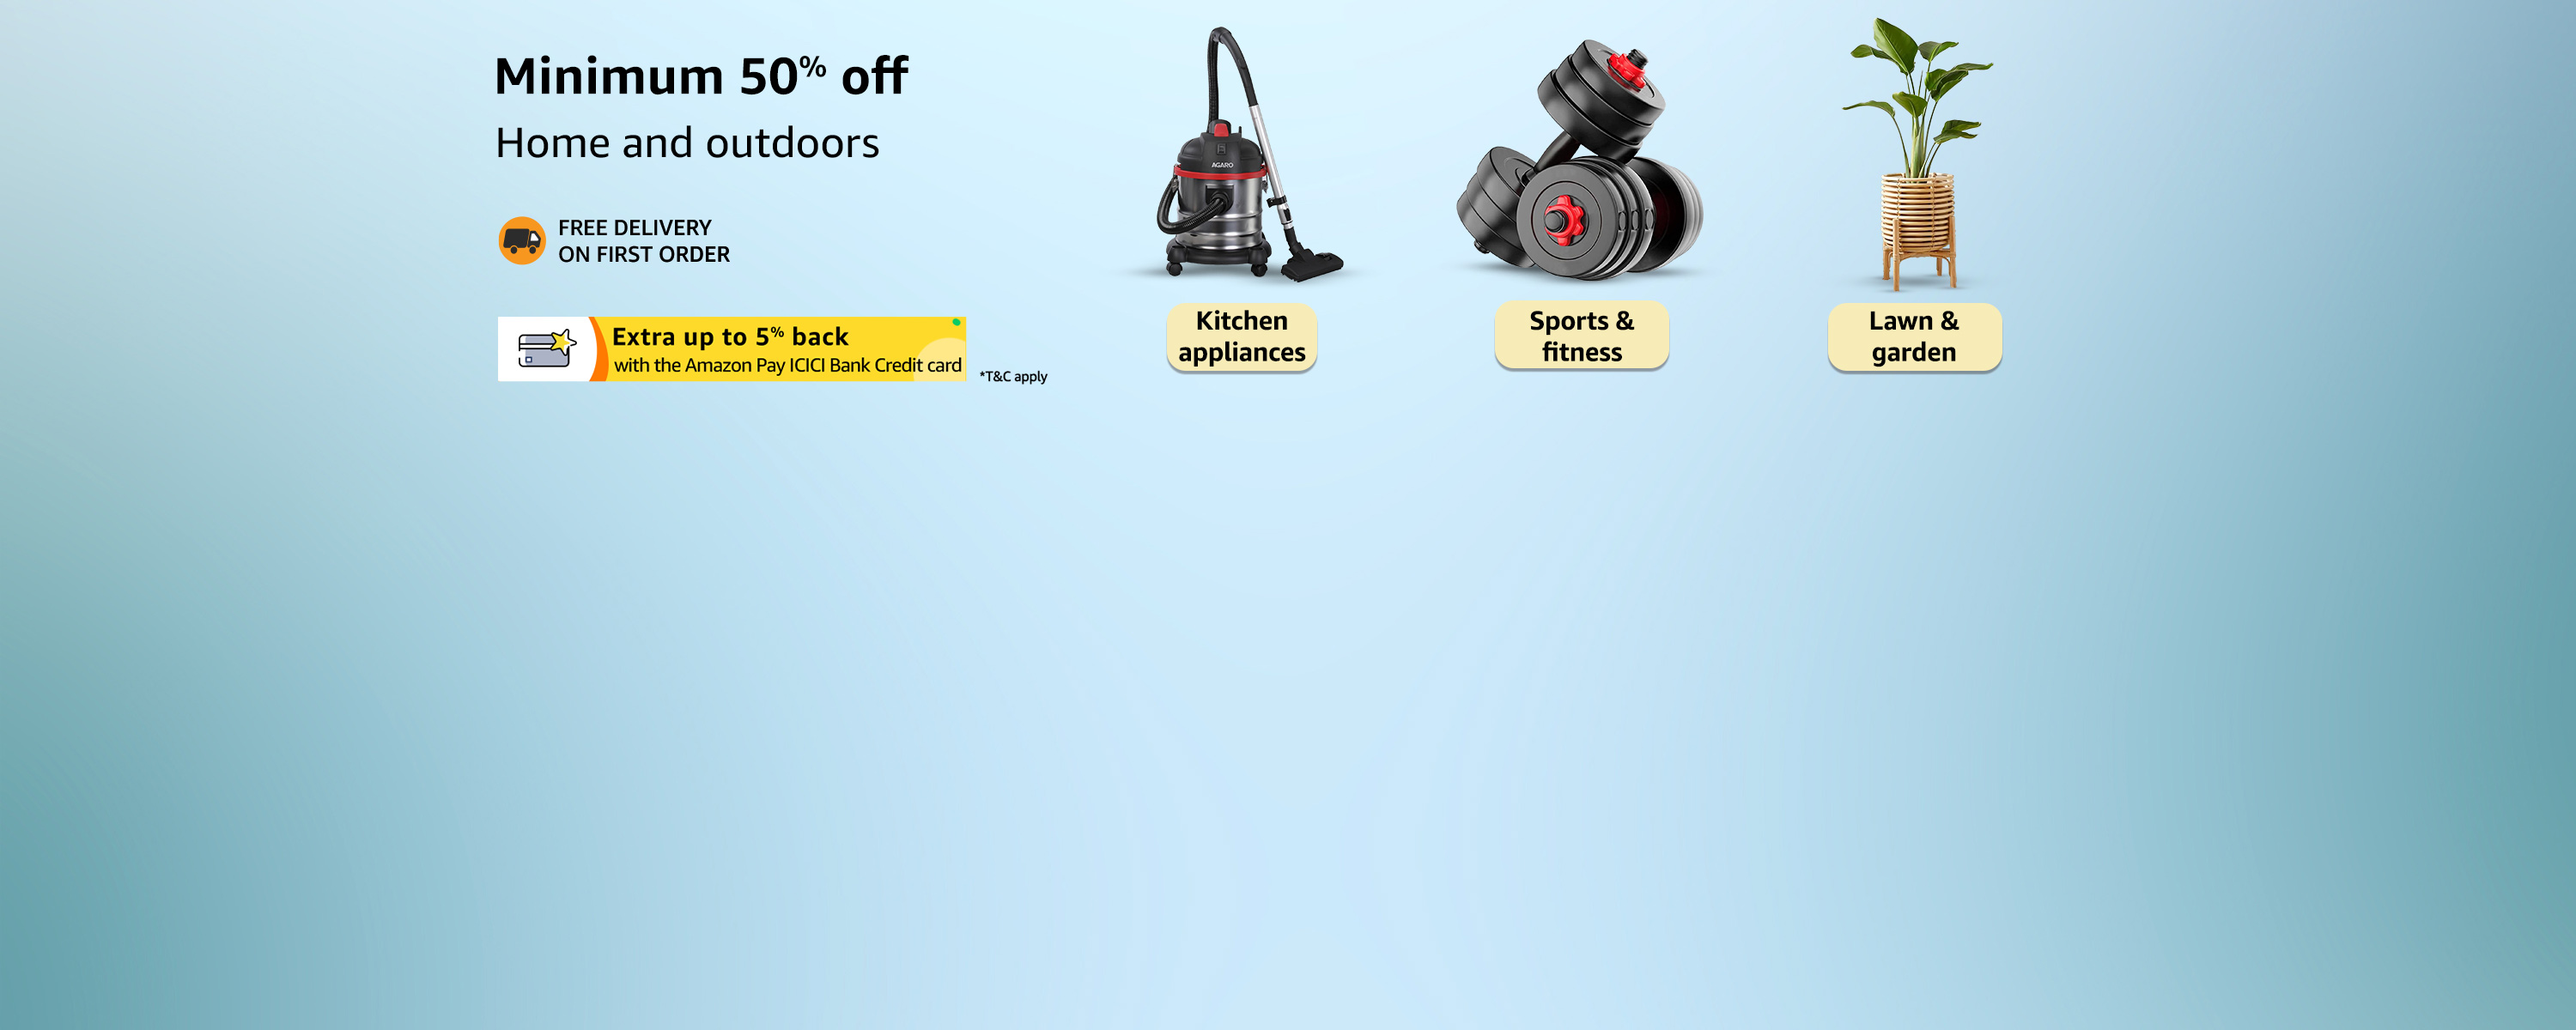 Minimum 50% off
Home and outdoors
FREE DELIVERY
ON FIRST ORDER
Extra up to 5% back
with the Amazon Pay ICICI Bank Credit card
*T&C apply
AGARO
Kitchen
appliances
Sports &
fitness
Lawn &
garden